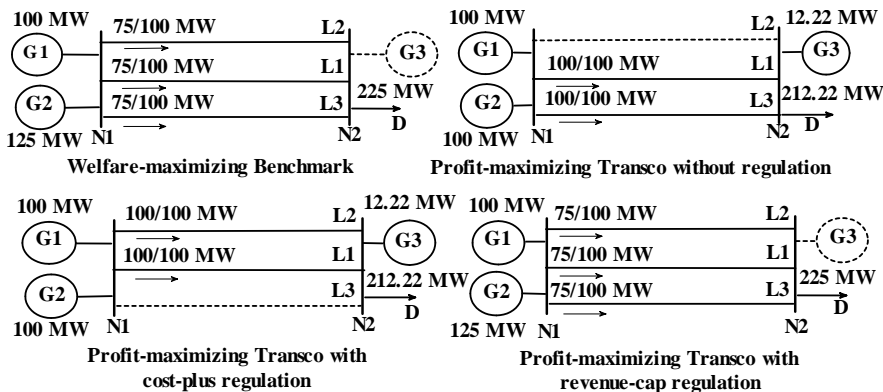 100 MW
75/100 MW
L2
G1
G3
75/100 MW
L1
225 MW
G2
75/100 MW
L3
D
125 MW
N1
N2
Welfare-maximizing Benchmark
100 MW
L2
12.22 MW
G1
G3
100/100 MW
L1
212.22 MW
G2
100/100 MW
L3
D
100 MW
N1
N2
Profit-maximizing Transco without regulation
100 MW
100/100 MW
L2
12.22 MW
G1
G3
100/100 MW
L1
212.22 MW
G2
L3
D
100 MW
N1
N2
Profit-maximizing Transco with
cost-plus regulation
100 MW
75/100 MW
L2
G1
G3
75/100 MW
L1
225 MW
G2
75/100 MW
L3
D
125 MW
N1
N2
Profit-maximizing Transco with
revenue-cap regulation